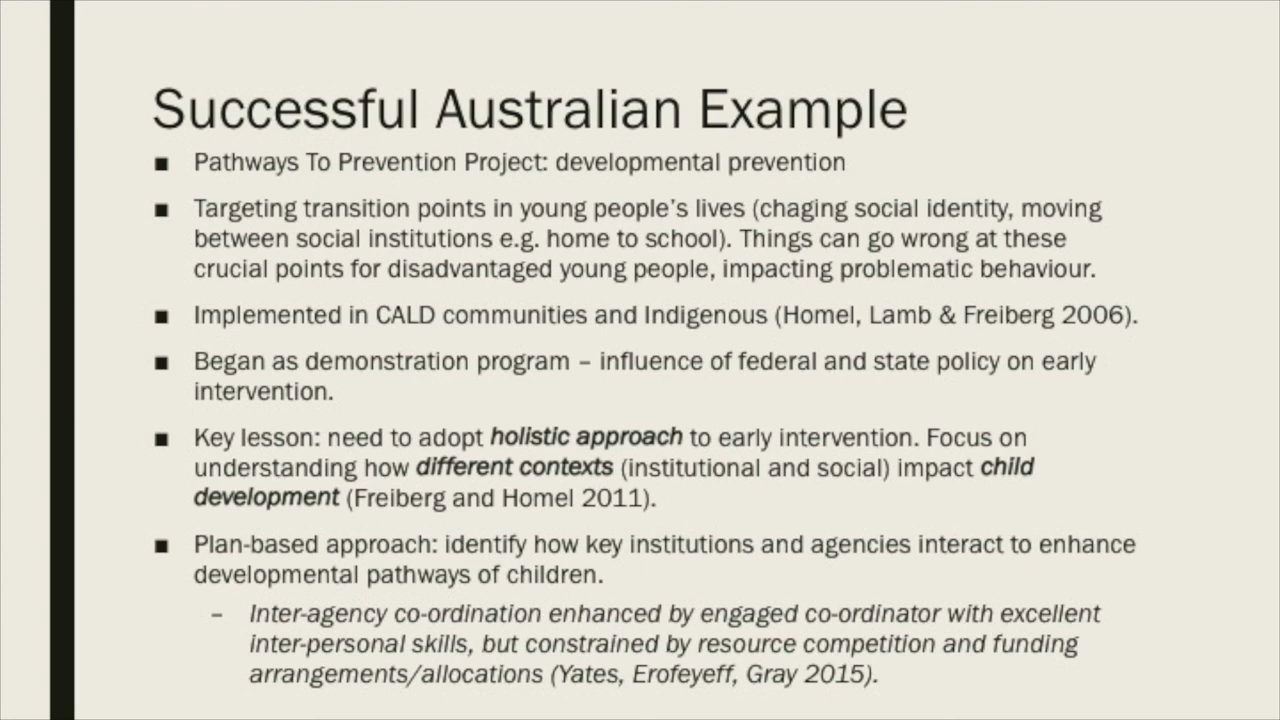 Successful Australian Example
■ Pathways To Prevention Project: developmental prevention
■ Targeting transition points in young people's lives (chaging social identity, moving
between social institutions e.g. home to school). Things can go wrong at these
crucial points for disadvantaged young people, impacting problematic behaviour.
■ Implemented in CALD communities and Indigenous (Homel, Lamb & Freiberg 2006).
■ Began as demonstration program – influence of federal and state policy on early
intervention.
■ Key lesson: need to adopt holistic approach to early intervention. Focus on
understanding how different contexts (institutional and social) impact child
development (Freiberg and Homel 2011).
■ Plan-based approach: identify how key institutions and agencies interact to enhance
developmental pathways of children.
– Inter-agency co-ordination enhanced by engaged co-ordinator with excellent
inter-personal skills, but constrained by resource competition and funding
arrangements/allocations (Yates, Erofeyeff, Gray 2015).